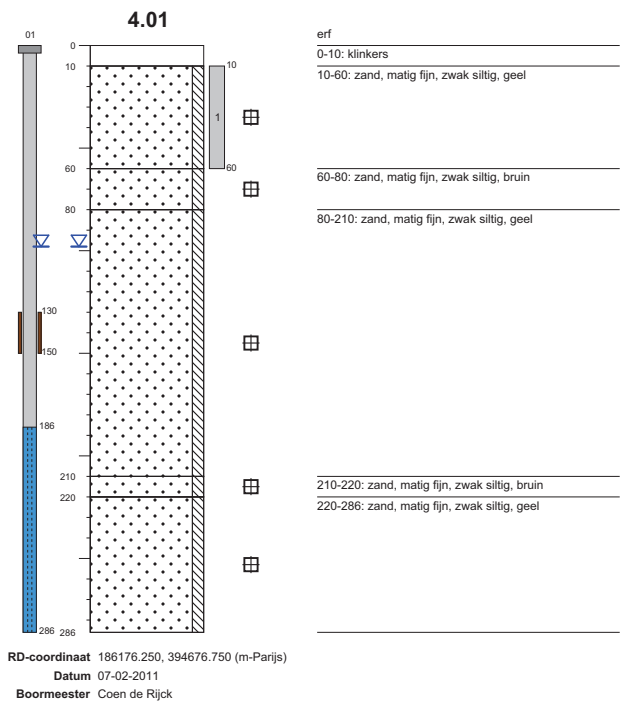 4.01
01
erf
0
0-10: klinkers
10
10
10-60: zand, matig fijn, zwak siltig, geel
1
60
60
60-80: zand, matig fijn, zwak siltig, bruin
80
80-210: zand, matig fijn, zwak siltig, geel
130
150
186
210
210-220: zand, matig fijn, zwak siltig, bruin
220
220-286: zand, matig fijn, zwak siltig, geel
286 286
RD-coordinaat 186176.250, 394676.750 (m-Parijs)
Datum 07-02-2011
Boormeester Coen de Rijck